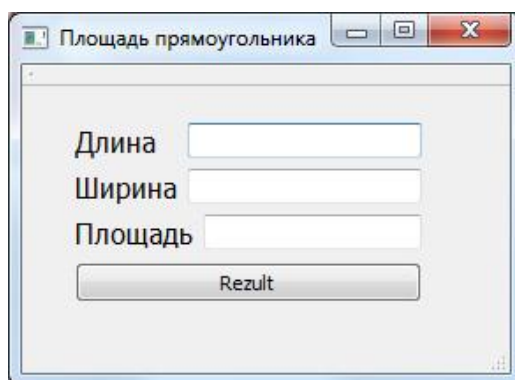 Площадь прямоугольника
Длина
Ширина
Площадь
Rezult